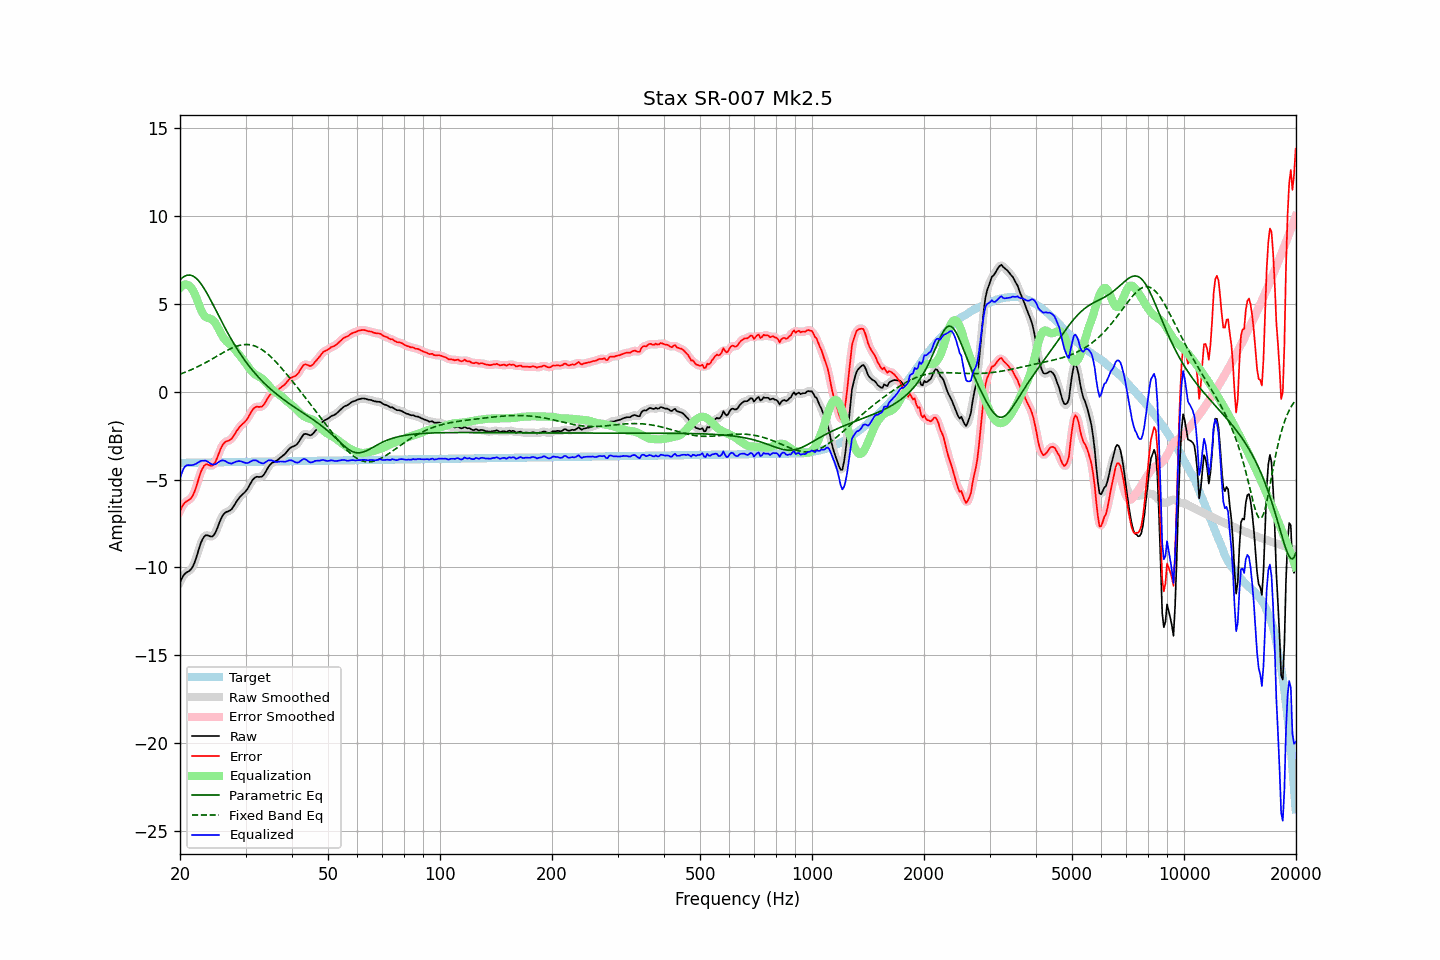 Stax SR-007 Mk2.5
Amplitude (dBr)
15
10
5
0
−5
−10
−15
−20
−25
Target
Raw Smoothed
Error Smoothed
Raw
Error
Equalization
Parametric Eq
Fixed Band Eq
Equalized
20 50 100 200 500 1000 2000 5000 10000 20000
Frequency (Hz)